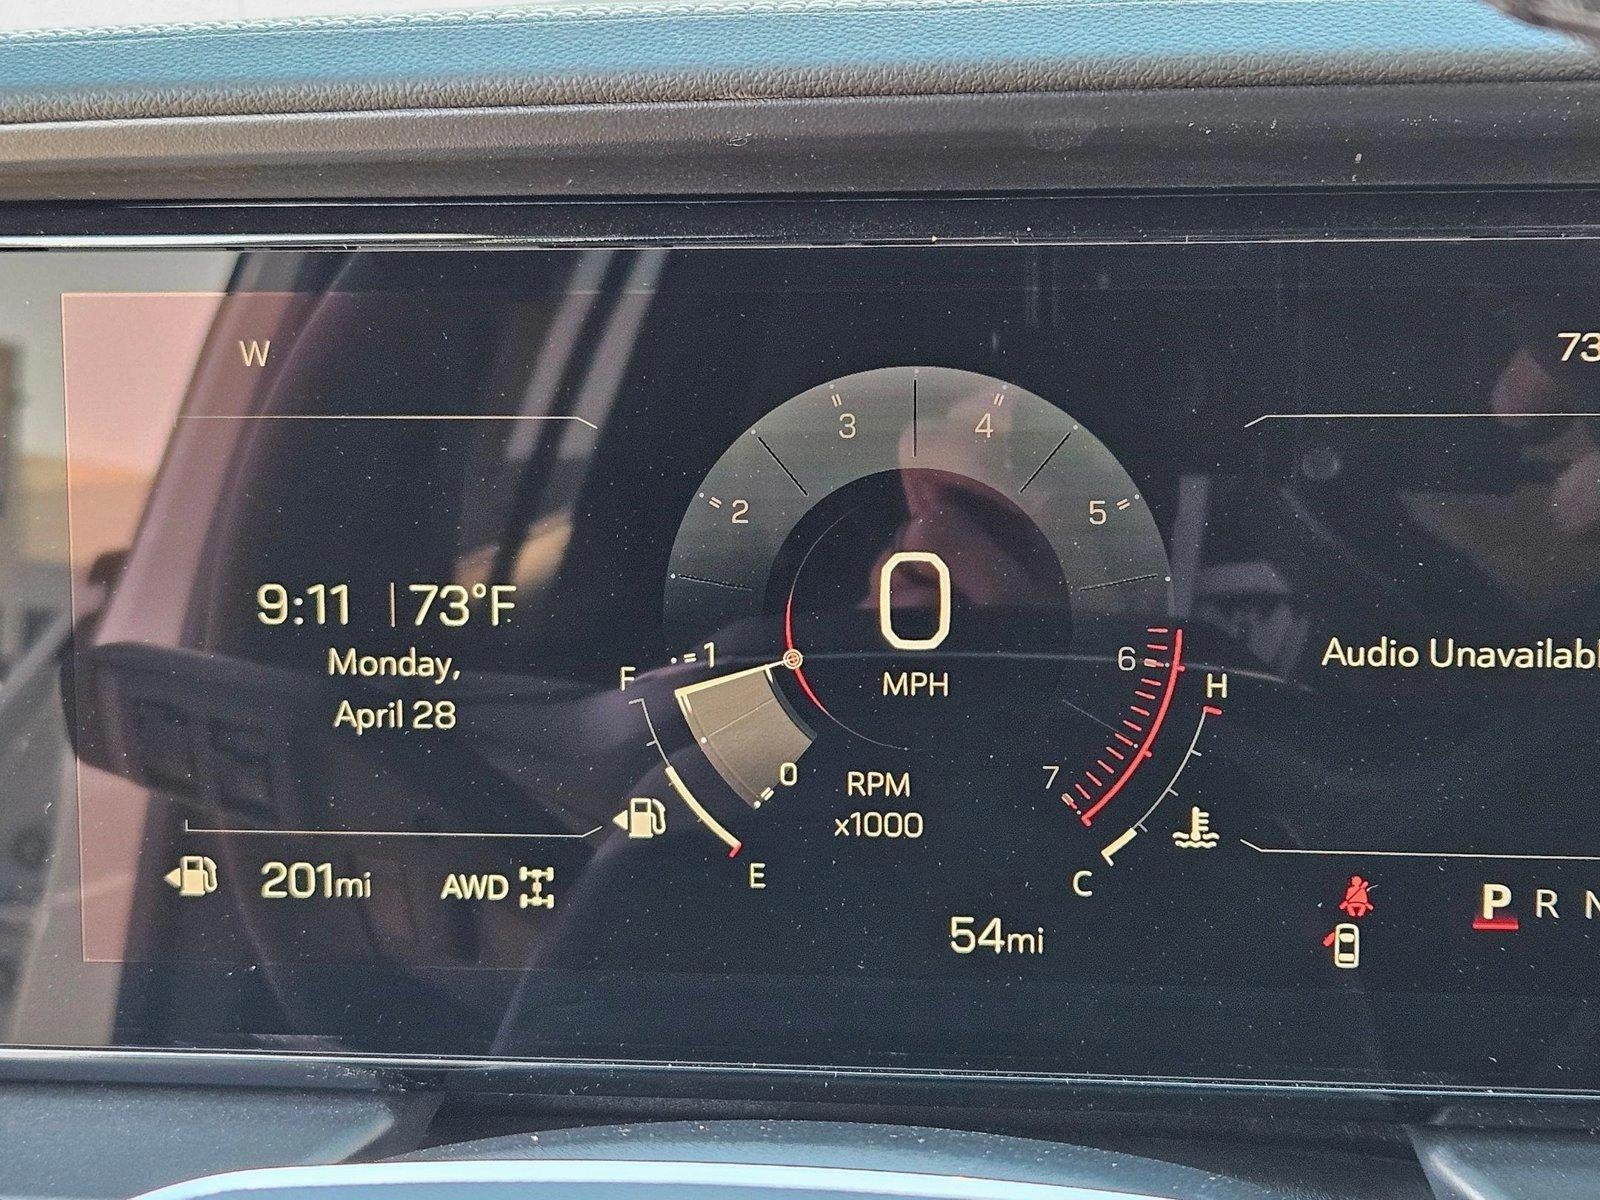 W
73
3
4
2
5
9:11 | 73°F
0
1
6
F
H
Monday,
MPH
April 28
0
7
RPM
x1000
E
C
201mi
AWD
54mi
Audio Unavailabl
P R N